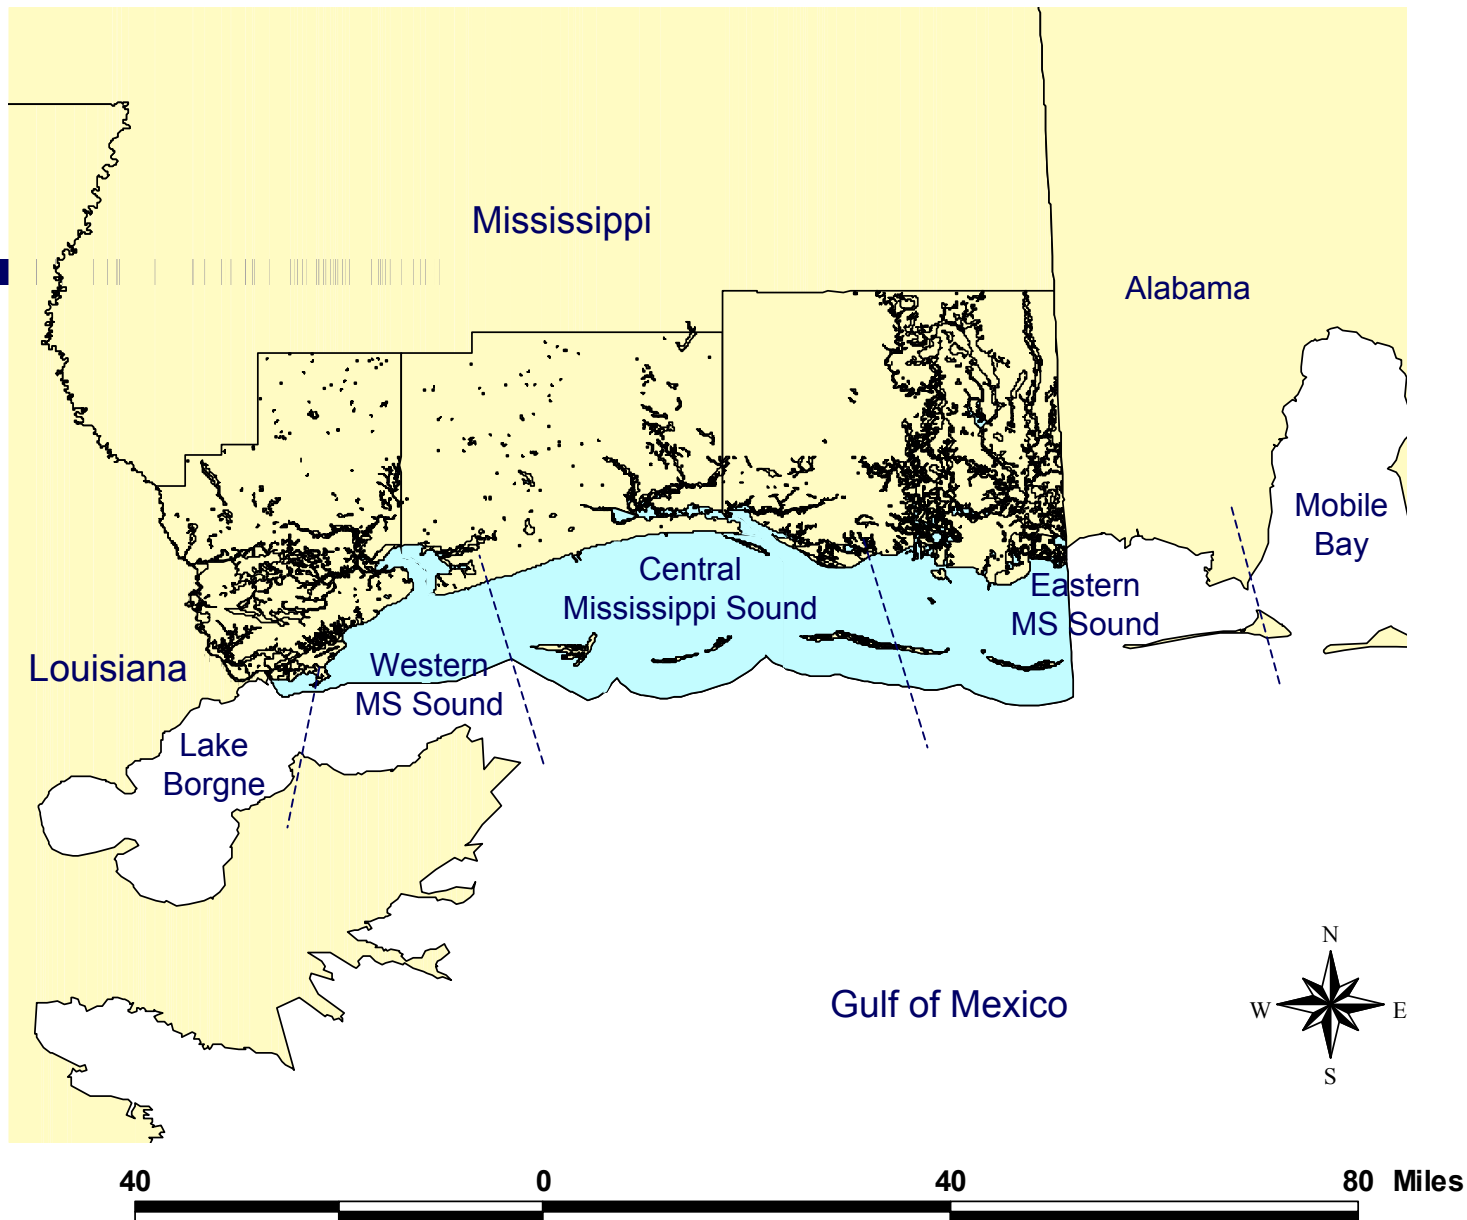 Mississippi
Alabama
Mobile
Bay
Central
Mississippi Sound
Eastern
MS Sound
Louisiana
Western
MS Sound
Lake
Borgne
Gulf of Mexico
N
W E
S
40 0 40 80 Miles